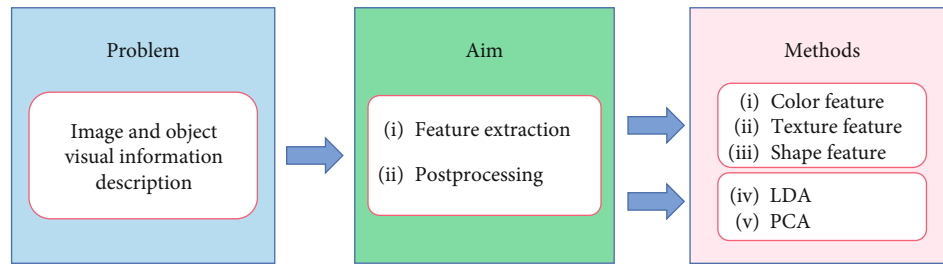 Problem
Image and object
visual information
description
Aim
(i) Feature extraction
(ii) Postprocessing
Methods
(i) Color feature
(ii) Texture feature
(iii) Shape feature
(iv) LDA
(v) PCA